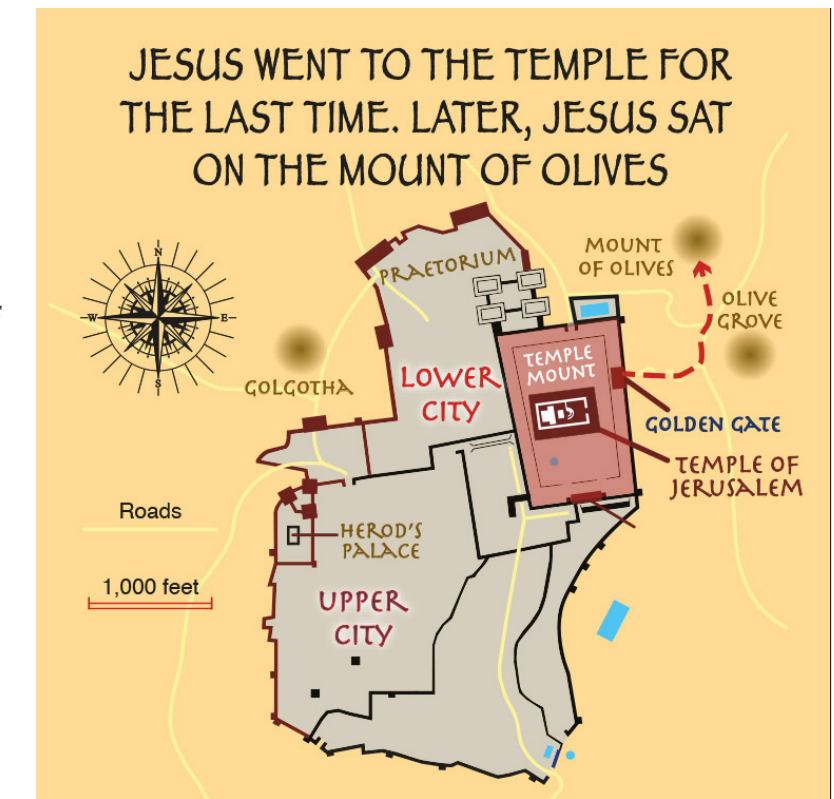 JESUS WENT TO THE TEMPLE FOR
THE LAST TIME. LATER, JESUS SAT
ON THE MOUNT OF OLIVES
N
W
E
S
PRAETORIUM
MOUNT
OF OLIVES
OLIVE
GROVE
GOLGOTHA
LOWER
CITY
TEMPLE
MOUNT
GOLDEN GATE
TEMPLE OF
JERUSALEM
Roads
1,000 feet
HEROD'S
PALACE
UPPER
CITY